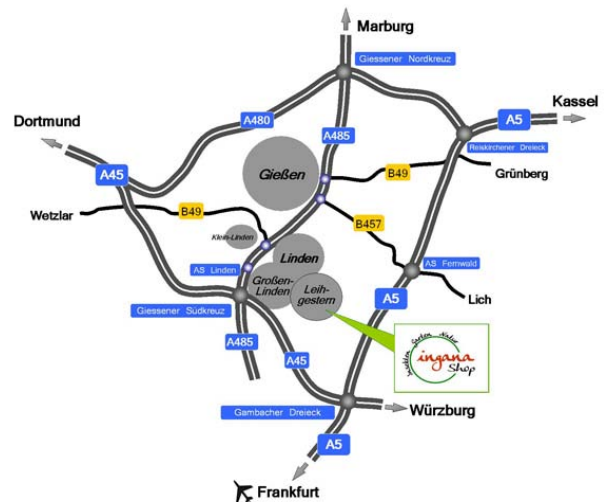 Marburg
Giessener Nordkreuz
Kassel
A5
Dortmund
A480
A485
Reiskirchener Dreieck
A45
Gießen
B49
Grünberg
Wetzlar
B49
B457
Klein-Linden
Linden
AS Linden
AS Fernwald
Großen-
Linden
Leih-
gestern
Lich
A5
Giessener Südkreuz
A485
A45
Garten Natur
ingana
Shop
Gambacher Dreieck
Würzburg
A5
Frankfurt